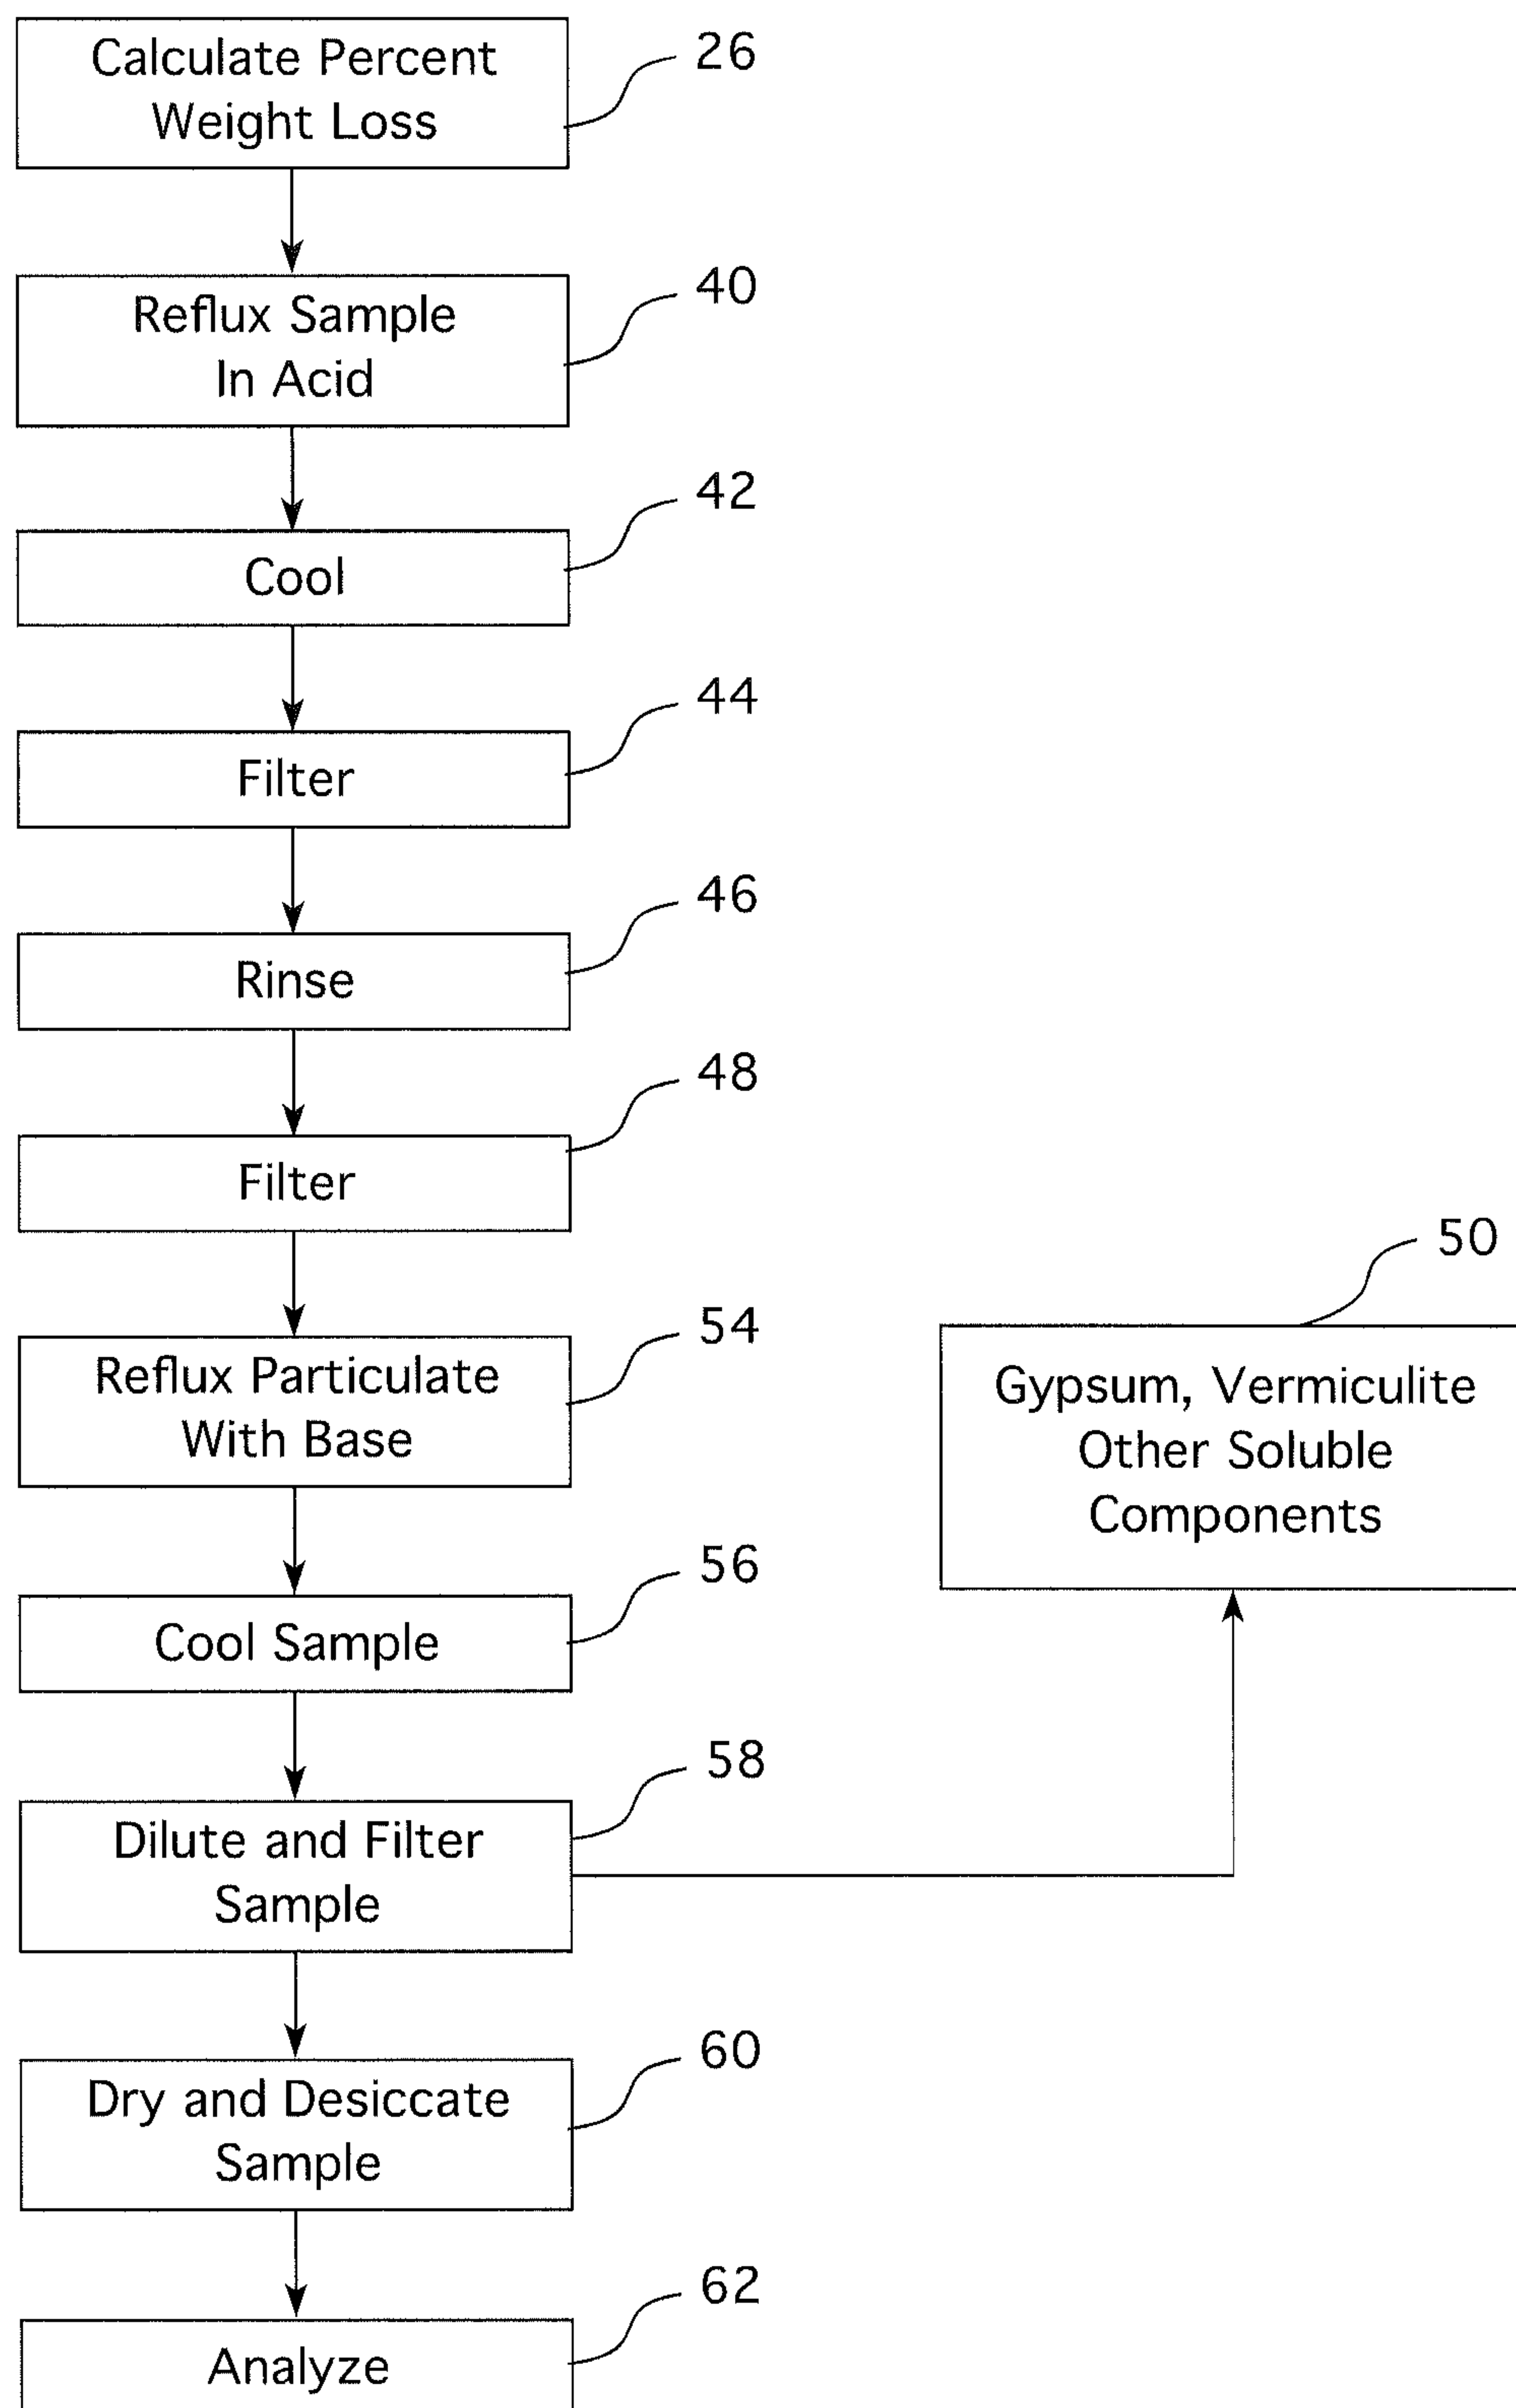 Calculate Percent
Weight Loss
26
Reflux Sample
In Acid
40
Cool
42
Filter
44
Rinse
46
Filter
48
Reflux Particulate
With Base
54
Gypsum, Vermiculite
Other Soluble
Components
50
Cool Sample
56
Dilute and Filter
Sample
58
Dry and Desiccate
Sample
60
Analyze
62